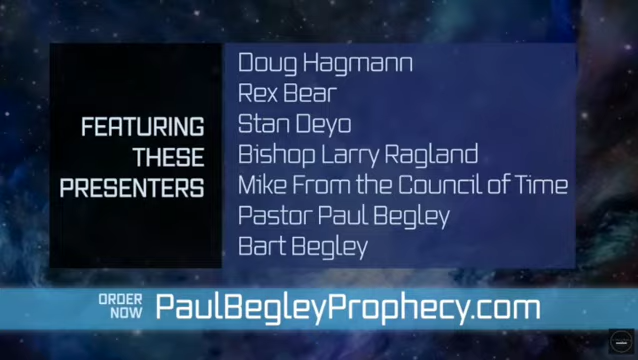 FEATURING
THESE
PRESENTERS
Doug Hagmann
Rex Bear
Stan Deyo
Bishop Larry Ragland
Mike From the Council of Time
Pastor Paul Begley
Bart Begley
ORDER
NOW
PaulBegleyProphecy.com